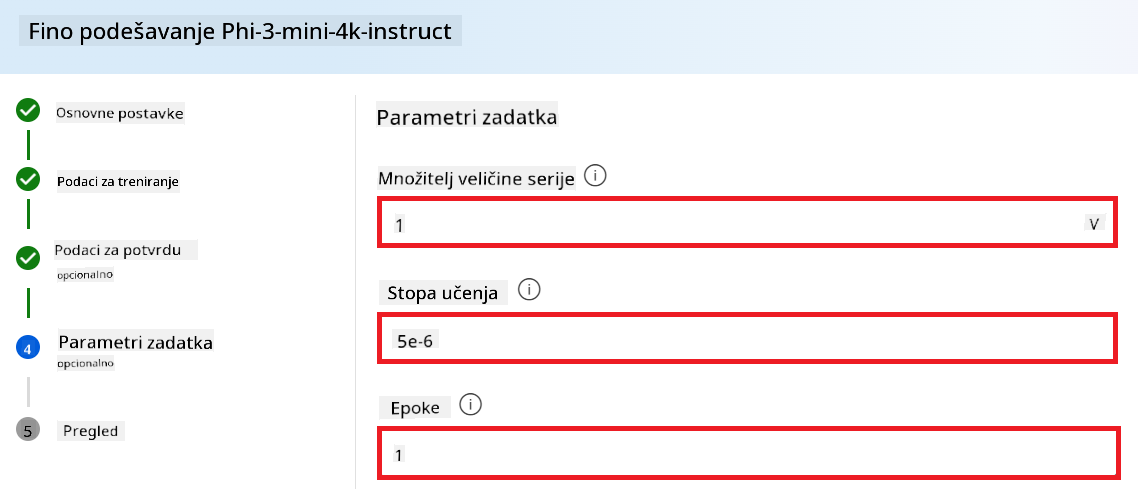 Fino podešavanje Phi-3-mini-4k-instruct
Osnovne postavke
Podaci za treniranje
Podaci za potvrdu
opcionalno
4
Parametri zadatka
opcionalno
5
Pregled
Parametri zadatka
Množitelj veličine serije
1
V
Stopa učenja
5e-6
Epoke
1